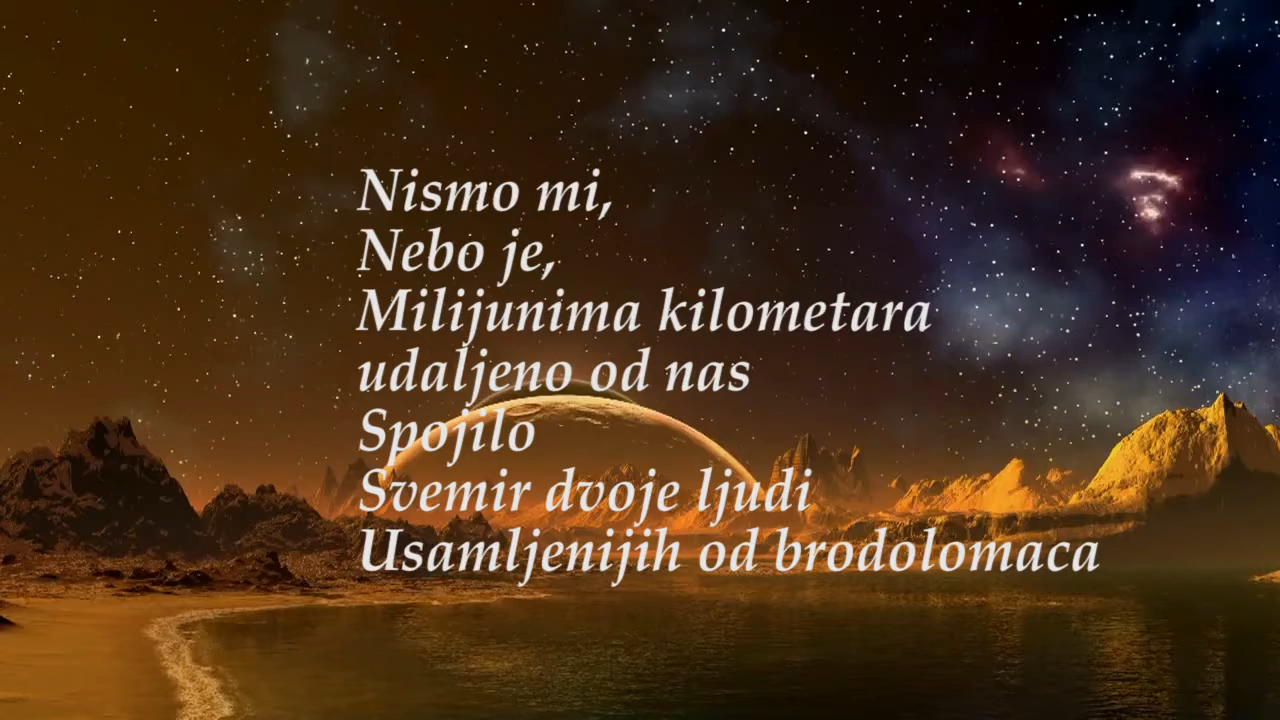 Nismo mi,
Nebo je,
Milijunima kilometara
udaljeno od nas
Spojilo
Svemir dvoje ljudi
Usamljenijih od brodolomaca